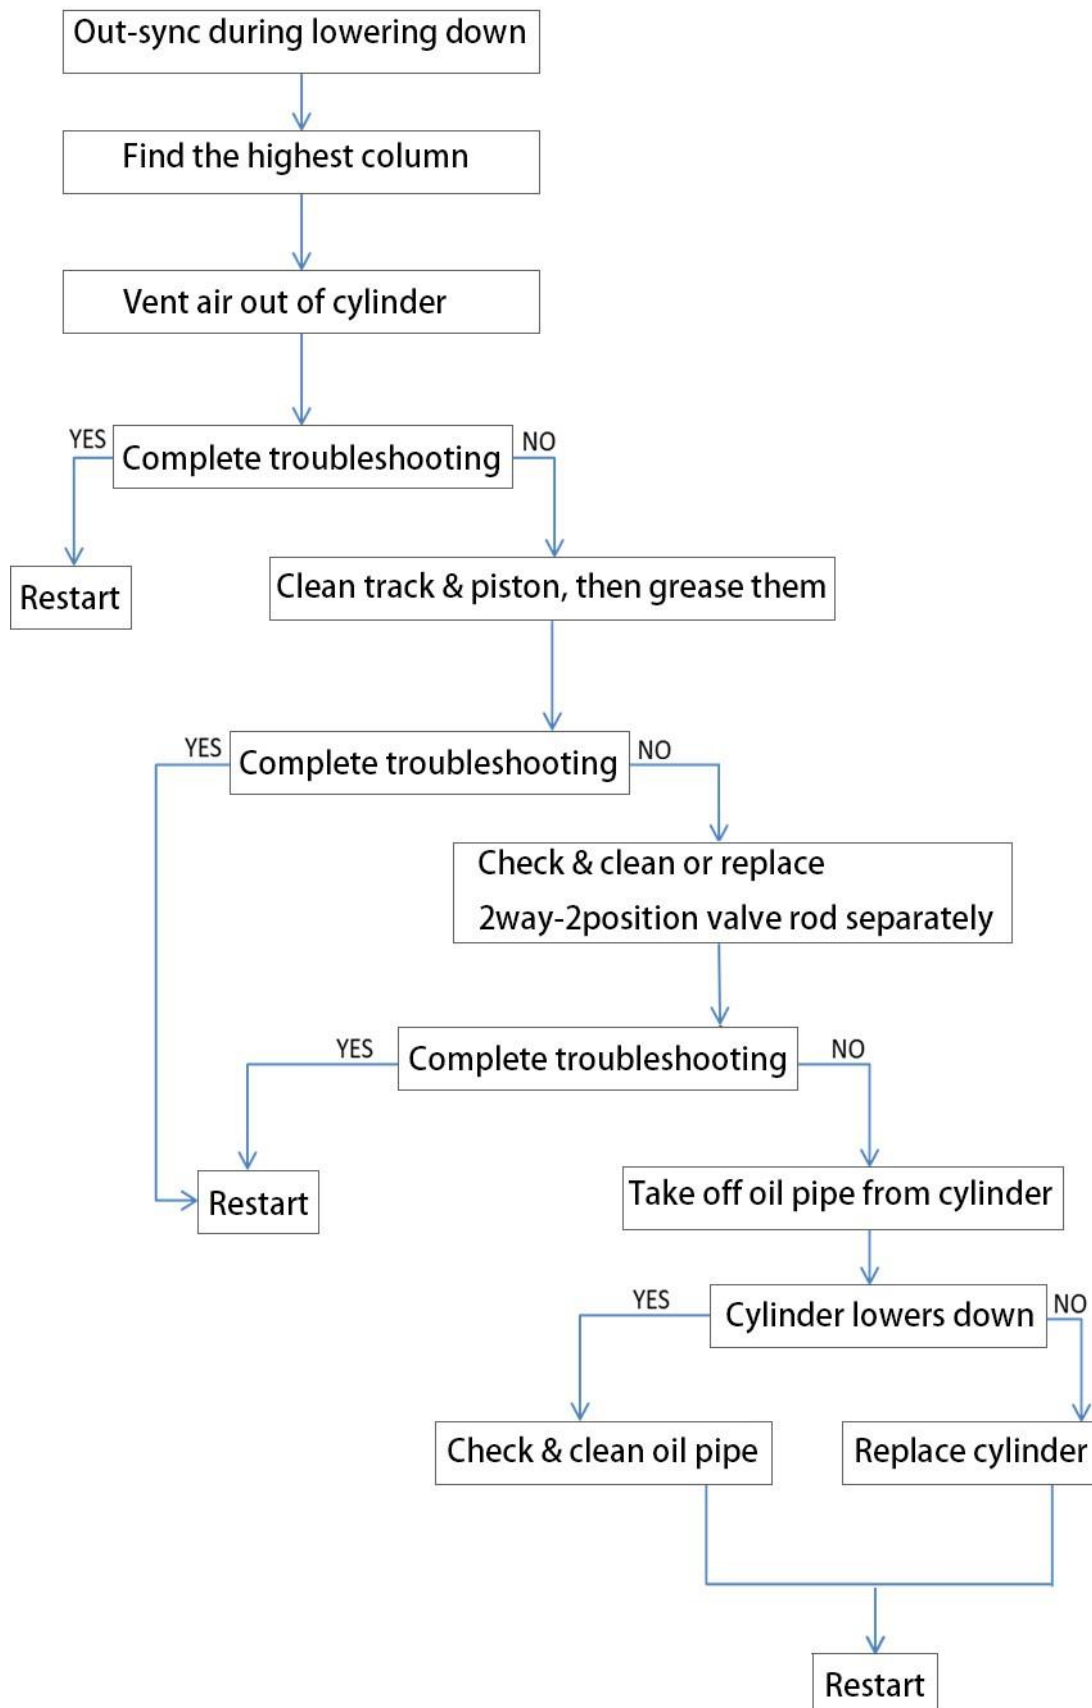 Out-sync during lowering down
Find the highest column
Vent air out of cylinder
YES
Complete troubleshooting
NO
Restart
Clean track & piston, then grease them
YES
Complete troubleshooting
NO
Check & clean or replace
2way-2position valve rod separately
YES
Complete troubleshooting
NO
Restart
Take off oil pipe from cylinder
YES
Cylinder lowers down
NO
Check & clean oil pipe
Replace cylinder
Restart